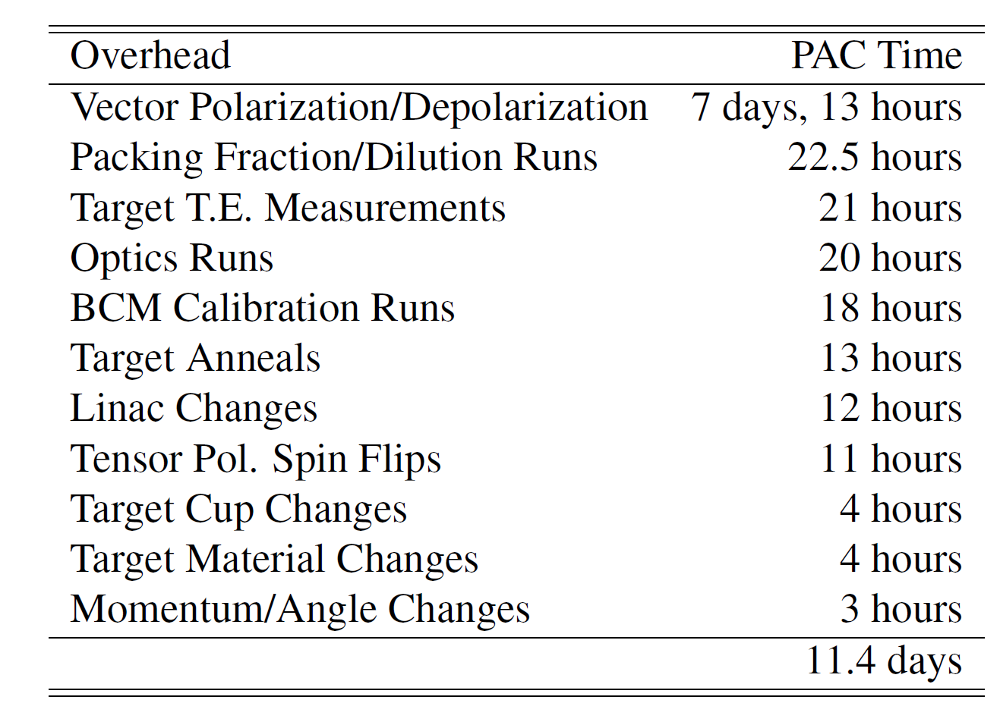 Overhead PAC Time
Vector Polarization/Depolarization 7 days, 13 hours
Packing Fraction/Dilution Runs 22.5 hours
Target T.E. Measurements 21 hours
Optics Runs 20 hours
BCM Calibration Runs 18 hours
Target Anneals 13 hours
Linac Changes 12 hours
Tensor Pol. Spin Flips 11 hours
Target Cup Changes 4 hours
Target Material Changes 4 hours
Momentum/Angle Changes 3 hours
11.4 days